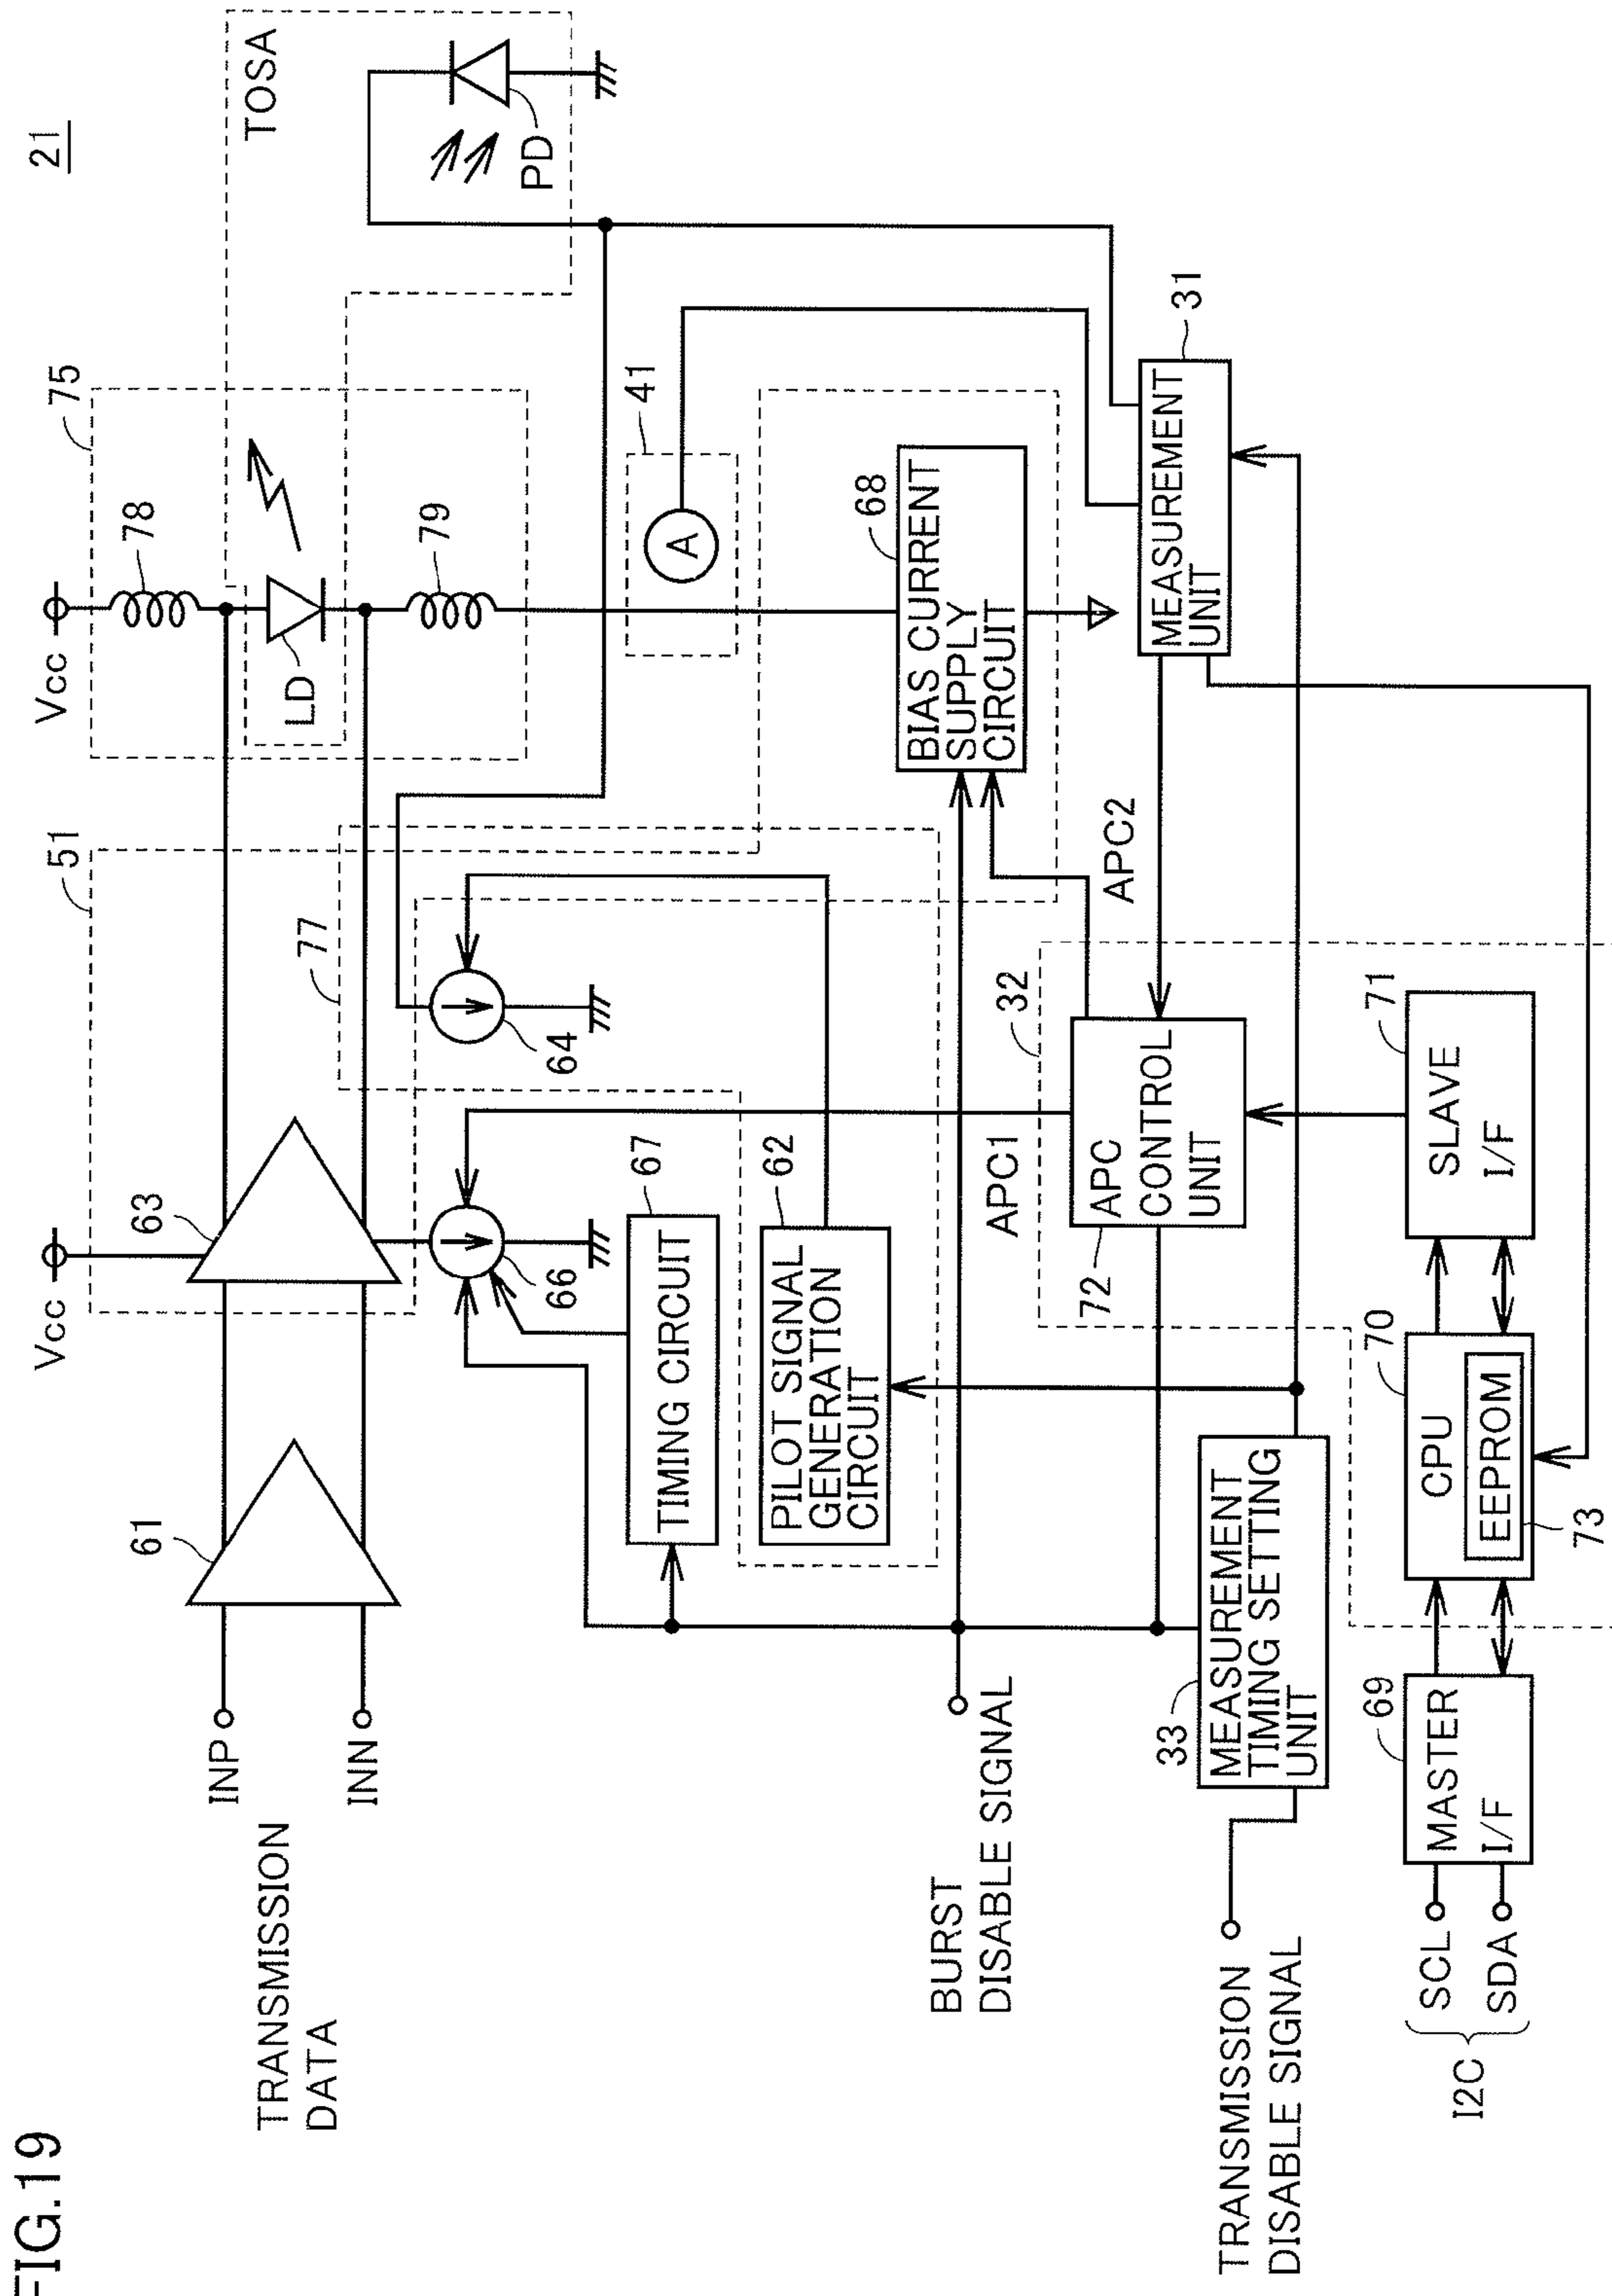 FIG.19
21
TOSA
PD
75
Vcc
78
LD
79
41
A
51
77
Vcc
63
61
INP
INN
TRANSMISSION
DATA
64
66
67
TIMING CIRCUIT
62
PILOT SIGNAL
GENERATION
CIRCUIT
68
BIAS CURRENT
SUPPLY
CIRCUIT
31
MEASUREMENT
UNIT
APC1
APC2
32
72
APC
CONTROL
UNIT
71
SLAVE
I/F
70
CPU
EEPROM
73
BURST
DISABLE SIGNAL
33
MEASUREMENT
TIMING SETTING
UNIT
TRANSMISSION
DISABLE SIGNAL
69
MASTER
I/F
SCL
SDA
I2C